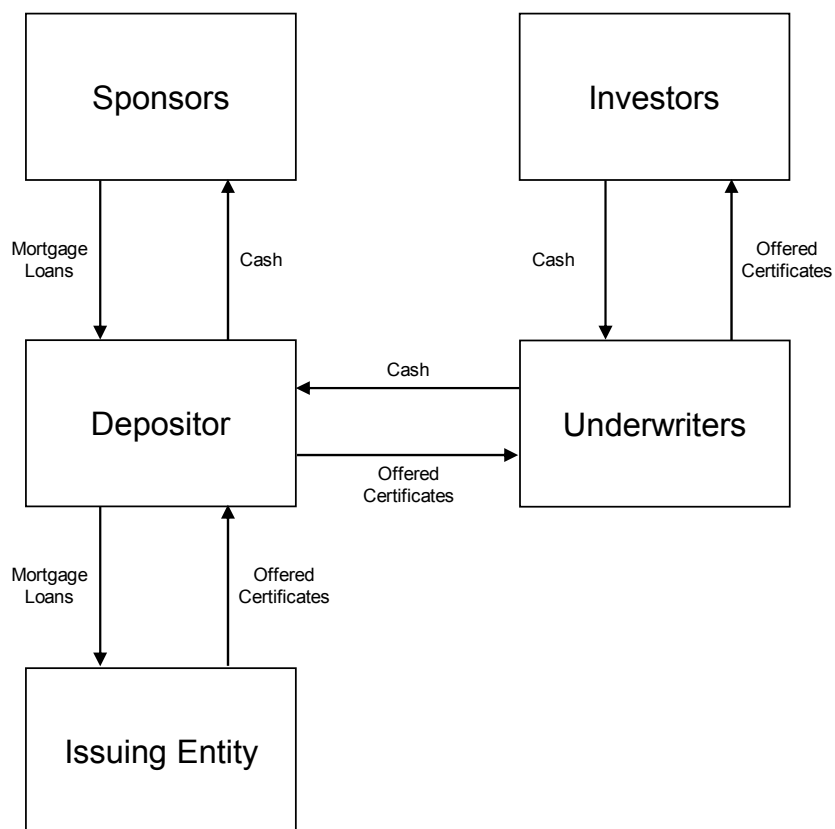 Sponsors
Investors
Mortgage
Loans
Cash
Cash
Offered
Certificates
Depositor
Cash
Offered
Certificates
Underwriters
Mortgage
Loans
Offered
Certificates
Issuing Entity